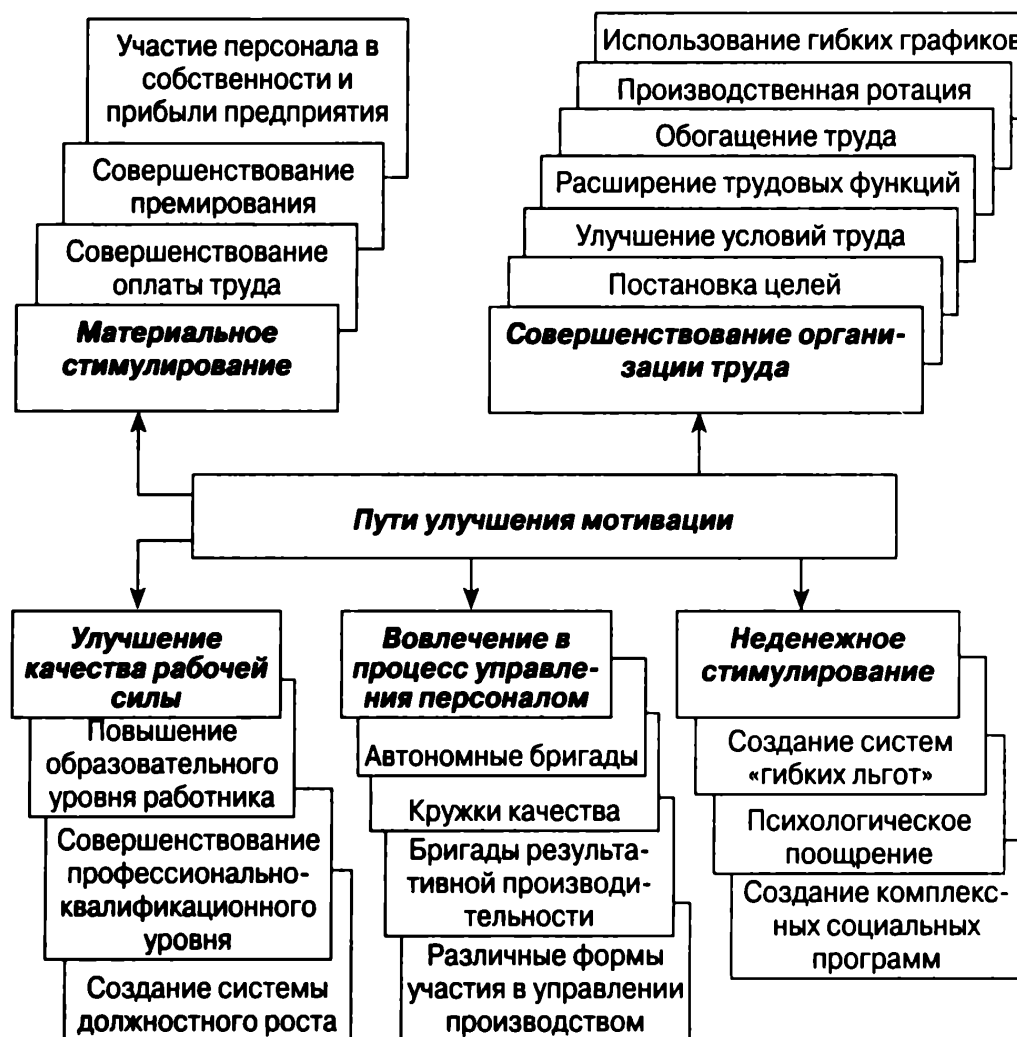 Участие персонала в
собственности и
прибыли предприятия
Совершенствование
премирования
Совершенствование
оплаты труда
Материальное
стимулирование
Использование гибких графиков
Производственная ротация
Обогащение труда
Расширение трудовых функций
Улучшение условий труда
Постановка целей
Совершенствование органи-
зации труда
Пути улучшения мотивации
Улучшение
качества рабочей
силы
Повышение
образовательного
уровня работника
Совершенствование
профессионально-
квалификационного
уровня
Создание системы
должностного роста
Вовлечение в
процесс управле-
ния персоналом
Автономные бригады
Кружки качества
Бригады результа-
тивной производи-
тельности
Различные формы
участия в управлении
производством
Неденежное
стимулирование
Создание систем
«гибких льгот»
Психологическое
поощрение
Создание комплекс-
ных социальных
программ